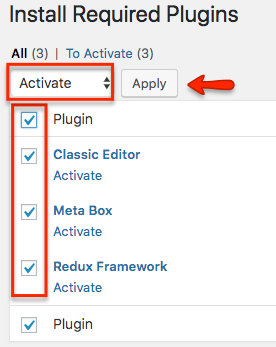 Install Required Plugins
All (3) | To Activate (3)
Activate Apply
Plugin
Classic Editor
Activate
Meta Box
Activate
Redux Framework
Activate
Plugin